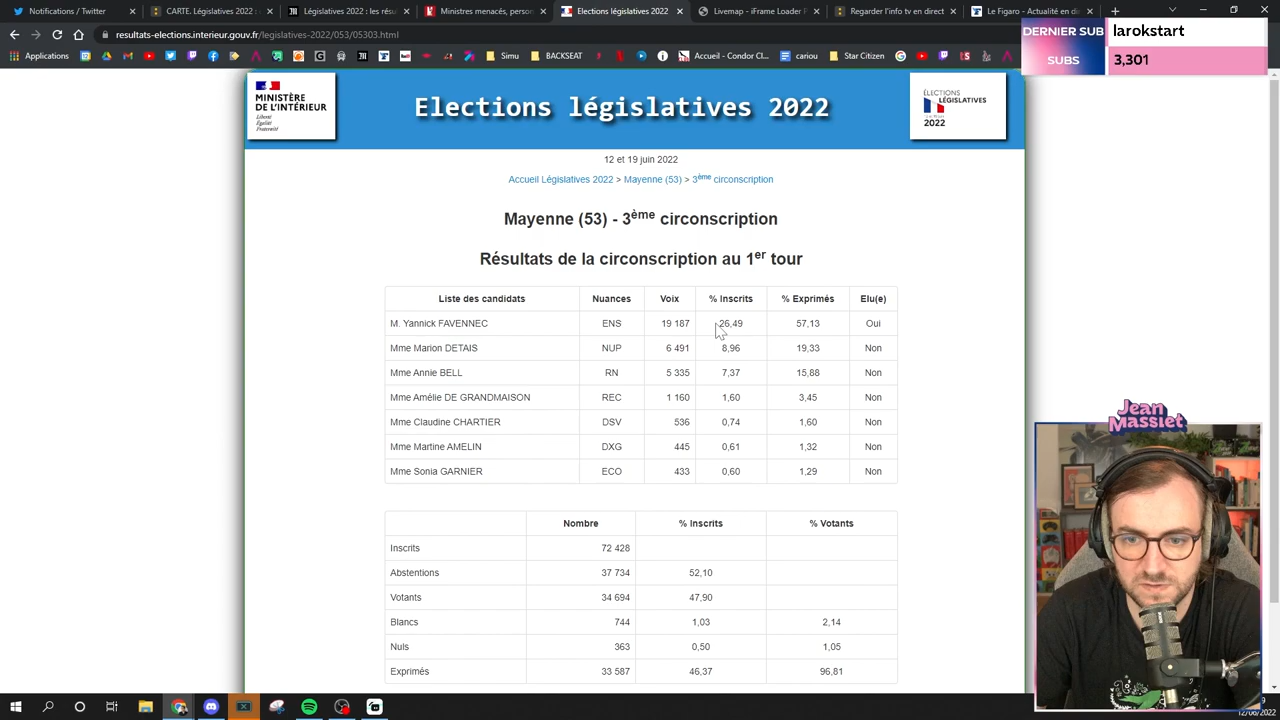 Notifications / Twitter
CARTE. Législatives 2022 :
Législatives 2022 : les résul
Ministres menacés, pronos
Elections législatives 2022
Livemap - iFrame Loader F
Regarder l'info en direct
Le Figaro - Actualité en d
resultats-elections.interieur.gouv.fr/legislatives-2022/053/05303.html
Applications
Simu
BACKSEAT
Accueil - Condor Cl...
cariou
Star Citizen
DERNIER SUB
larokstart
SUBS
3,301
MINISTÈRE
DE L'INTÉRIEUR
Liberté
Égalité
Fraternité
Elections législatives 2022
ÉLECTIONS
LÉGISLATIVES
2022
12 et 19 juin 2022
Accueil Législatives 2022 > Mayenne (53) > 3ème circonscription
Mayenne (53) - 3ème circonscription
Résultats de la circonscription au 1er tour
Liste des candidats Nuances Voix % Inscrits % Exprimés Elu(e)
M. Yannick FAVENNEC ENS 19 187 26,49 57,13 Oui
Mme Marion DETAIS NUP 6 491 8,96 19,33 Non
Mme Annie BELL RN 5 335 7,37 15,88 Non
Mme Amélie DE GRANDMAISON REC 1 160 1,60 3,45 Non
Mme Claudine CHARTIER DSV 536 0,74 1,60 Non
Mme Martine AMELIN DXG 445 0,61 1,32 Non
Mme Sonia GARNIER ECO 433 0,60 1,29 Non
Nombre % Inscrits % Votants
Inscrits 72 428
Abstentions 37 734 52,10
Votants 34 694 47,90
Blancs 744 1,03 2,14
Nuls 363 0,50 1,05
Exprimés 33 587 46,37 96,81
Jean
Massiet
12/06/2022